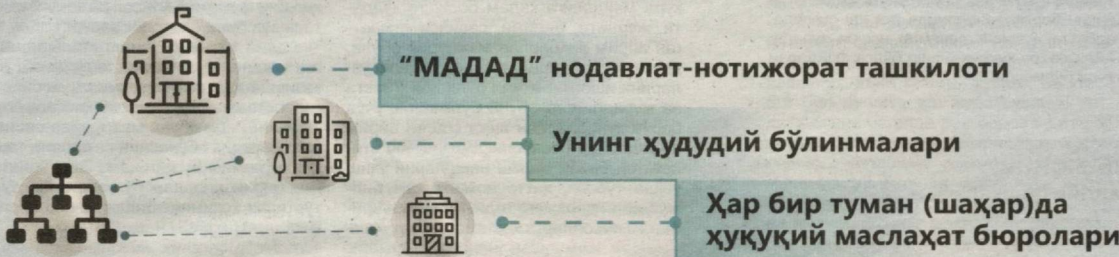 “МАДАД” нодавлат-нотижорат ташкилоти
Унинг ҳудудий бўлинмалари
Ҳар бир туман (шаҳар)да
ҳуқуқий маслаҳат бюролари